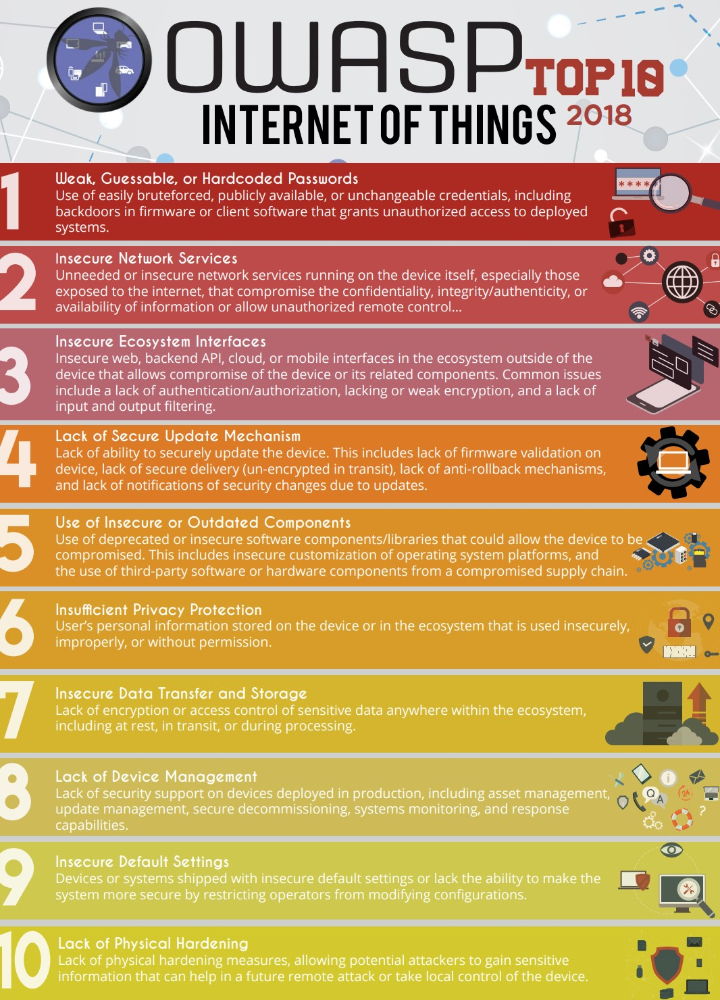 OWASP TOP 10
INTERNET OF THINGS 2018
1
Weak, Guessable, or Hardcoded Passwords
Use of easily bruteforced, publicly available, or unchangeable credentials, including
backdoors in firmware or client software that grants unauthorized access to deployed
systems.
*****
2
Insecure Network Services
Unneeded or insecure network services running on the device itself, especially those
exposed to the internet, that compromise the confidentiality, integrity/authenticity, or
availability of information or allow unauthorized remote control...
3
Insecure Ecosystem Interfaces
Insecure web, backend API, cloud, or mobile interfaces in the ecosystem outside of the
device that allows compromise of the device or its related components. Common issues
include a lack of authentication/authorization, lacking or weak encryption, and a lack of
input and output filtering.
4
Lack of Secure Update Mechanism
Lack of ability to securely update the device. This includes lack of firmware validation on
device, lack of secure delivery (un-encrypted in transit), lack of anti-rollback mechanisms,
and lack of notifications of security changes due to updates.
5
Use of Insecure or Outdated Components
Use of deprecated or insecure software components/libraries that could allow the device to be
compromised. This includes insecure customization of operating system platforms, and
the use of third-party software or hardware components from a compromised supply chain.
6
Insufficient Privacy Protection
User’s personal information stored on the device or in the ecosystem that is used insecurely,
improperly, or without permission.
7
Insecure Data Transfer and Storage
Lack of encryption or access control of sensitive data anywhere within the ecosystem,
including at rest, in transit, or during processing.
8
Lack of Device Management
Lack of security support on devices deployed in production, including asset management,
update management, secure decommissioning, systems monitoring, and response
capabilities.
i
Q
A
24
?
9
Insecure Default Settings
Devices or systems shipped with insecure default settings or lack the ability to make the
system more secure by restricting operators from modifying configurations.
10
Lack of Physical Hardening
Lack of physical hardening measures, allowing potential attackers to gain sensitive
information that can help in a future remote attack or take local control of the device.